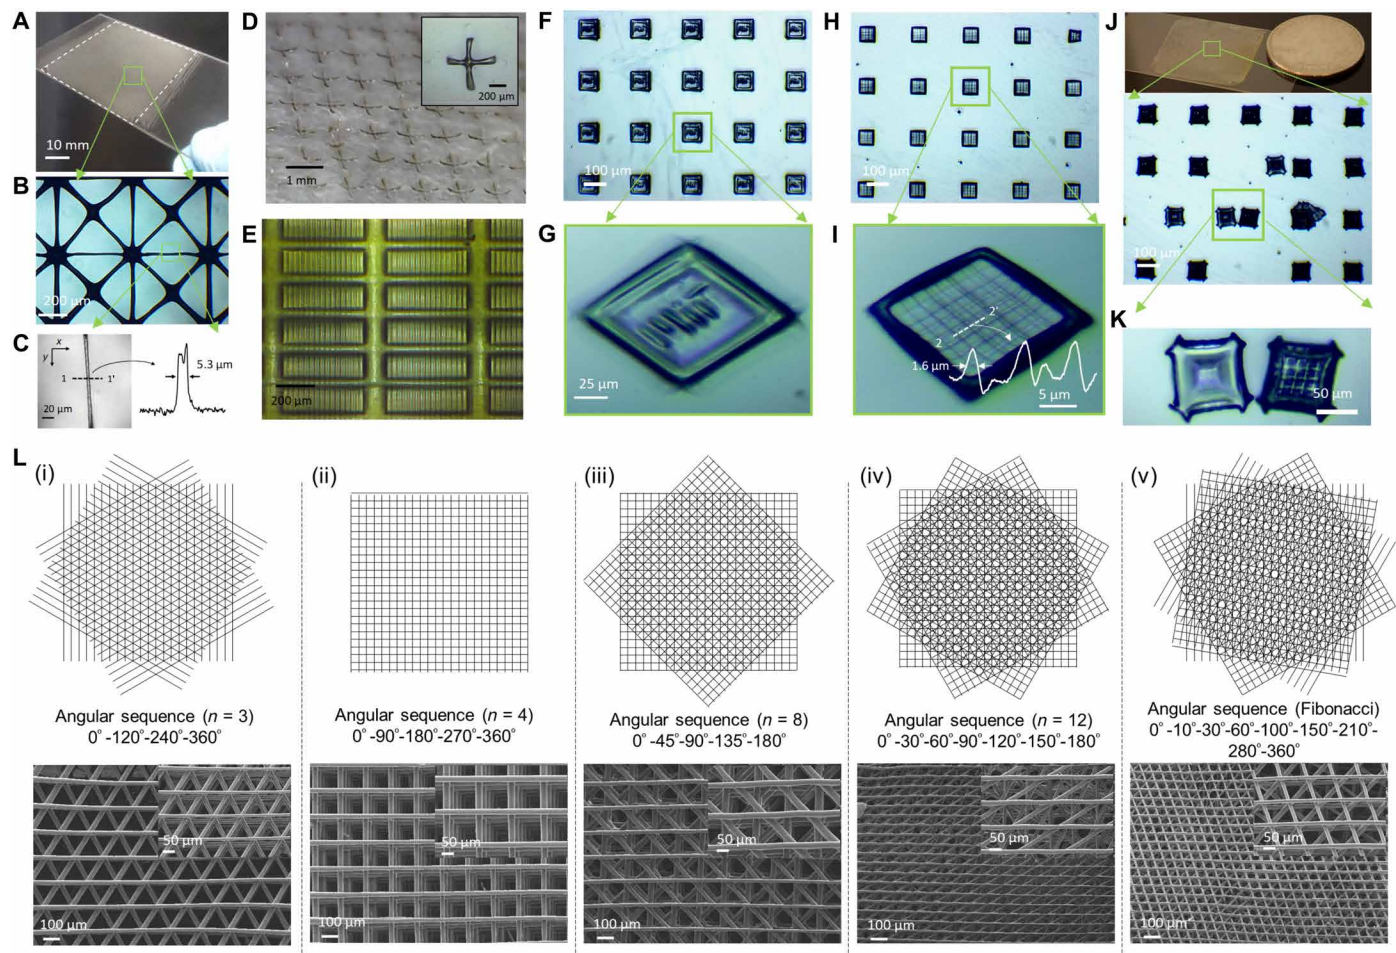 A
10 mm
B
200 µm
C
x
y
1
1'
20 µm
5.3 µm
D
200 µm
1 mm
E
200 µm
F
100 µm
G
25 µm
H
100 µm
I
2'
2
1.6 µm
5 µm
J
100 µm
K
50 µm
L
(i)
(ii)
(iii)
(iv)
(v)
Angular sequence (n = 3)
0°-120°-240°-360°
Angular sequence (n = 4)
0°-90°-180°-270°-360°
Angular sequence (n = 8)
0°-45°-90°-135°-180°
Angular sequence (n = 12)
0°-30°-60°-90°-120°-150°-180°
Angular sequence (Fibonacci)
0°-10°-30°-60°-100°-150°-210°-
280°-360°
50 µm
100 µm
50 µm
100 µm
50 µm
100 µm
50 µm
100 µm
50 µm
100 µm